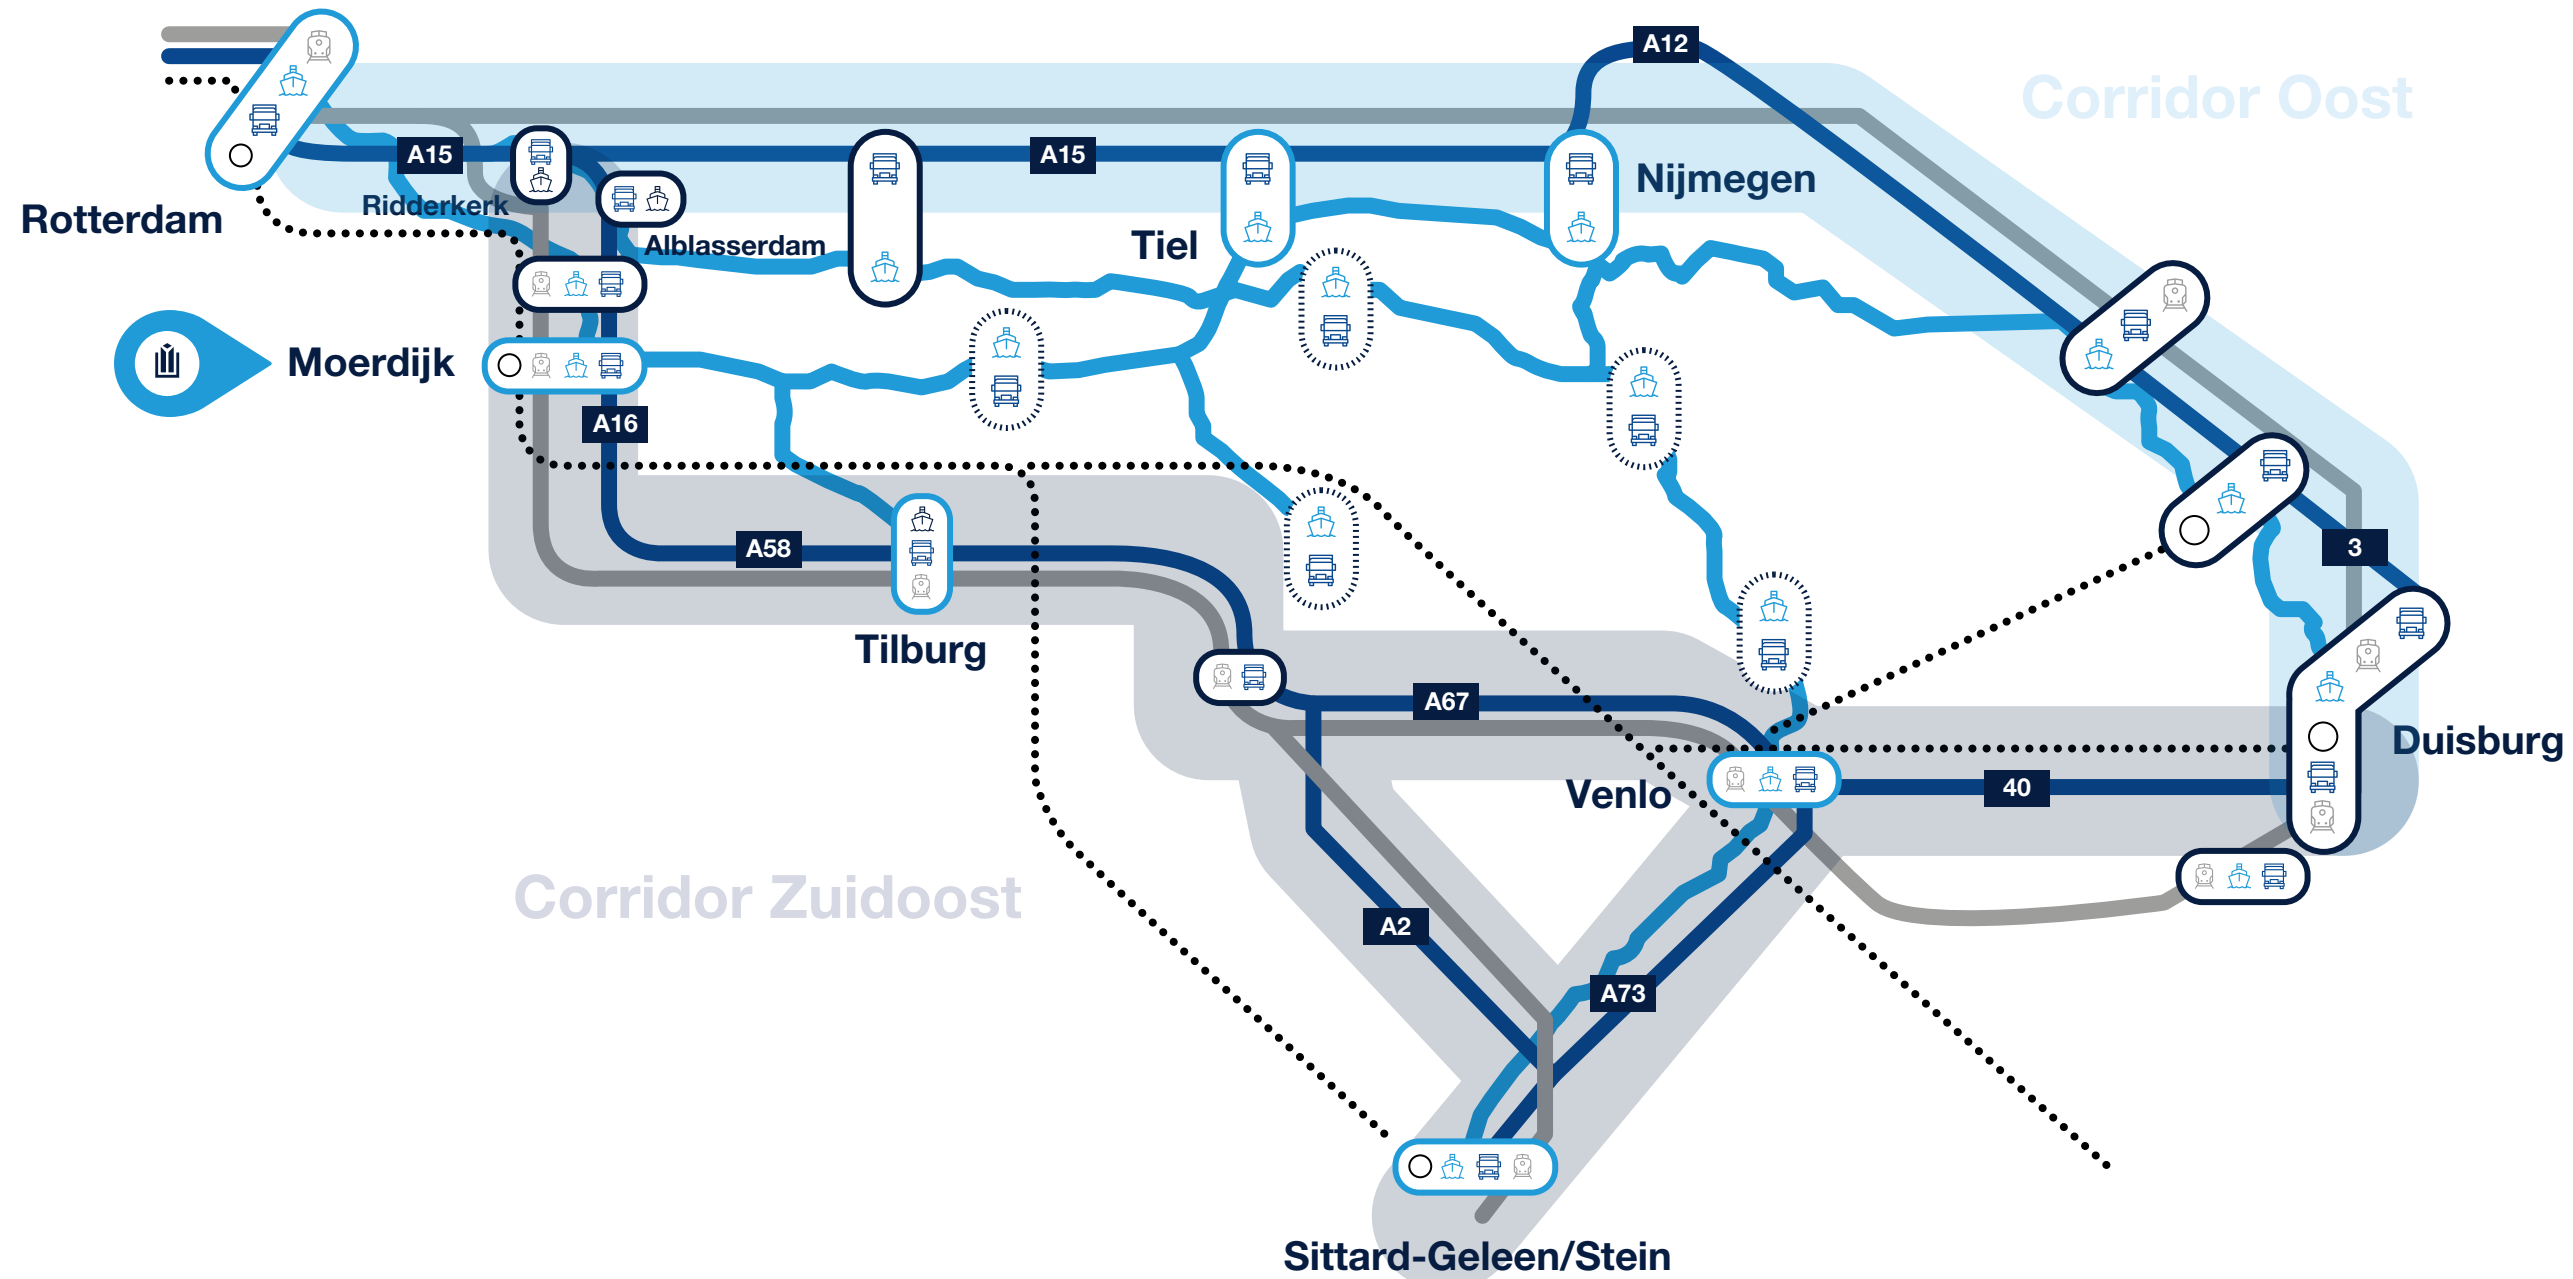 A12
Corridor Oost
A15
A15
Ridderkerk
Nijmegen
Rotterdam
Alblasserdam
Tiel
Moerdijk
A16
A58
3
Tilburg
A67
Duisburg
Venlo
40
Corridor Zuidoost
A2
A73
Sittard-Geleen/Stein